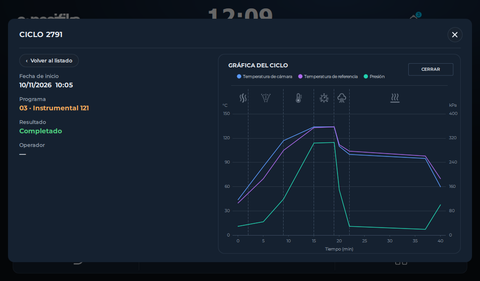 12:09
CICLO 2791
‹ Volver al listado
Fecha de inicio
10/11/2026 10:05
Programa
03 - Instrumental 121
Resultado
Completado
Operador
—
GRÁFICA DEL CICLO
CERRAR
Temperatura de cámara Temperatura de referencia Presión
°C kPa
150 400
120 320
90 240
60 160
30 80
0 0
0 5 10 15 20 25 30 35 40
Tiempo (min)